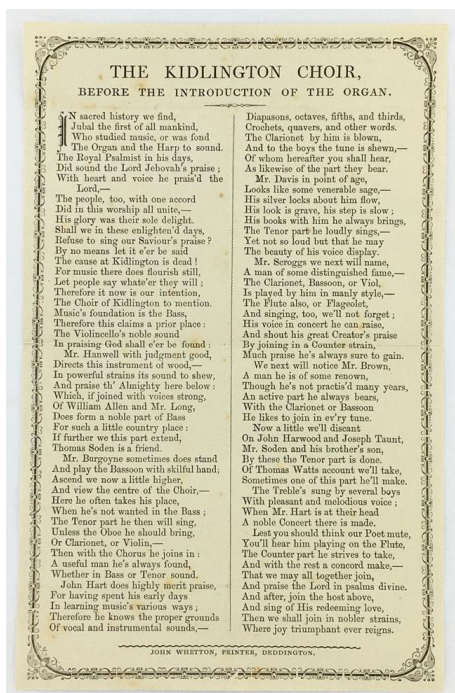 THE KIDLINGTON CHOIR,
BEFORE THE INTRODUCTION OF THE ORGAN.
IN sacred history we find,
Jubal the first of all mankind,
Who studied music, or was fond
The Organ and the Harp to sound.
The Royal Psalmist in his days,
Did sound the Lord Jehovah's praise;
With heart and voice he prais'd the
Lord,—
The people, too, with one accord
Did in this worship all unite,—
His glory was their sole delight.
Shall we in these enlighten'd days,
Refuse to sing our Saviour's praise?
By no means let it e'er be said
The cause at Kidlington is dead!
For music there does flourish still,
Let people say whate'er they will;
Therefore it now is our intention,
The Choir of Kidlington to mention.
Music's foundation is the Bass,
Therefore this claims a prior place:
The Violincello's noble sound
In praising God shall e'er be found:
Mr. Hanwell with judgment good,
Directs this instrument of wood,—
In powerful strains its sound to shew,
And praise th' Almighty here below:
Which, if joined with voices strong,
Of William Allen and Mr. Long,
Does form a noble part of Bass
For such a little country place:
If further we this part extend,
Thomas Soden is a friend.
Mr. Burgoyne sometimes does stand
And play the Bassoon with skilful hand;
Ascend we now a little higher,
And view the centre of the Choir,—
Here he often takes his place,
When he's not wanted in the Bass;
The Tenor part he then will sing,
Unless the Oboe he should bring,
Or Clarionet, or Violin,—
Then with the Chorus he joins in:
A useful man he's always found,
Whether in Bass or Tenor sound.
John Hart does highly merit praise,
For having spent his early days
In learning music's various ways;
Therefore he knows the proper grounds
Of vocal and instrumental sounds,—
Diapasons, octaves, fifths, and thirds,
Crochets, quavers, and other words.
The Clarionet by him is blown,
And to the boys the tune is shewn,—
Of whom hereafter you shall hear,
As likewise of the part they bear.
Mr. Davis in point of age,
Looks like some venerable sage,—
His silver locks about him flow,
His look is grave, his step is slow;
His books with him he always brings,
The Tenor part he loudly sings,—
Yet not so loud but that he may
The beauty of his voice display.
Mr. Scroggs we next will name,
A man of some distinguished fame,—
The Clarinet, Bassoon, or Viol,
Is played by him in manly style,—
The Flute also, or Flageolet,
And singing, too, we'll not forget;
His voice in concert he can raise,
And shout his great Creator's praise
By joining in a Counter strain,
Much praise he's always sure to gain.
We next will notice Mr. Brown,
A man he is of some renown,
Though he's not practis'd many years,
An active part he always bears,
With the Clarionet or Bassoon
He likes to join in ev'ry tune.
Now a little we'll discant
On John Harwood and Joseph Taunt,
Mr. Soden and his brother's son,
By these the Tenor part is done.
Of Thomas Watts account we'll take,
Sometimes one of this part he'll make.
The Treble's sung by several boys
With pleasant and melodious voice;
When Mr. Hart is at their head
A noble Concert there is made.
Lest you should think our Poet mute,
You'll hear him playing on the Flute,
The Counter part he strives to take,
And with the rest a concord make,—
That we may all together join,
And praise the Lord in psalms divine.
And after, join the host above,
And sing of His redeeming love,
Then we shall join in nobler strains,
Where joy triumphant ever reigns.
JOHN WHETTON, PRINTER, DEDDINGTON.